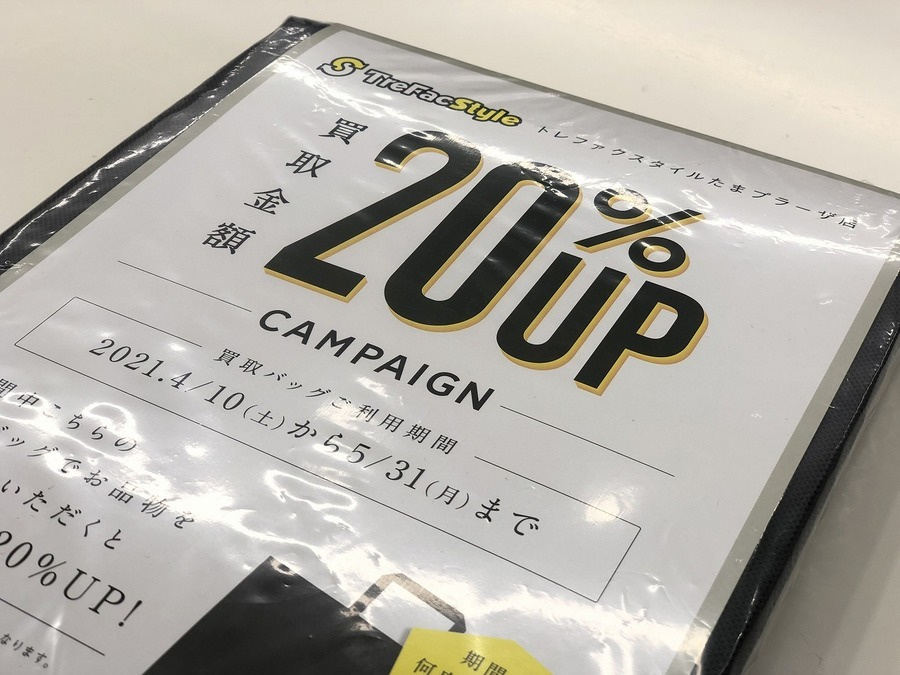 TreFacStyle
トレファクスタイルたまプラーザ店
買取金額
20%UP
CAMPAIGN
買取バッグご利用期間
2021.4/10(土)から5/31(月)まで
間中こちらの
バッグでお品物を
いただくと
20%UP!
なります。
期間